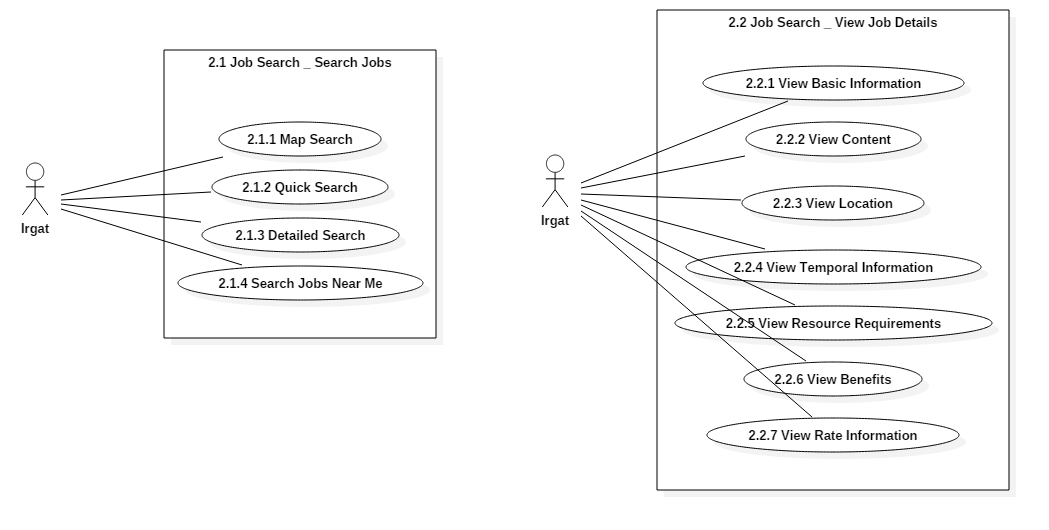 2.1 Job Search _ Search Jobs
2.1.1 Map Search
2.1.2 Quick Search
2.1.3 Detailed Search
2.1.4 Search Jobs Near Me
Irgat
2.2 Job Search _ View Job Details
2.2.1 View Basic Information
2.2.2 View Content
2.2.3 View Location
2.2.4 View Temporal Information
2.2.5 View Resource Requirements
2.2.6 View Benefits
2.2.7 View Rate Information
Irgat